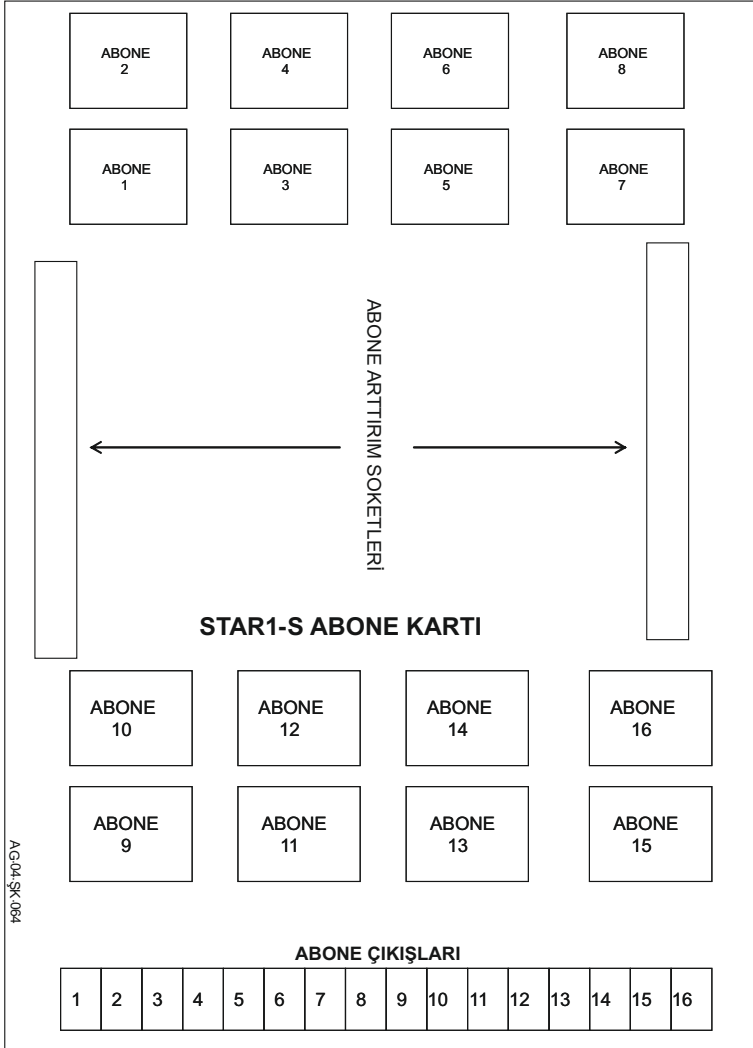 ABONE
2
ABONE
4
ABONE
6
ABONE
8
ABONE
1
ABONE
3
ABONE
5
ABONE
7
ABONE ARTTIRIM SOKETLERİ
STAR1-S ABONE KARTI
ABONE
10
ABONE
12
ABONE
14
ABONE
16
ABONE
9
ABONE
11
ABONE
13
ABONE
15
AG-04-ŞK-064
ABONE ÇIKIŞLARI
1 2 3 4 5 6 7 8 9 10 11 12 13 14 15 16